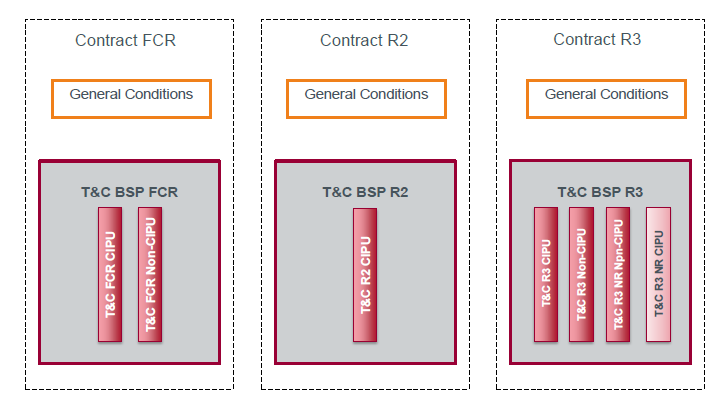 Contract FCR
General Conditions
T&C BSP FCR
T&C FCR CIPU
T&C FCR Non-CIPU
Contract R2
General Conditions
T&C BSP R2
T&C R2 CIPU
Contract R3
General Conditions
T&C BSP R3
T&C R3 CIPU
T&C R3 Non-CIPU
T&C R3 NR Npn-CIPU
T&C R3 NR CIPU